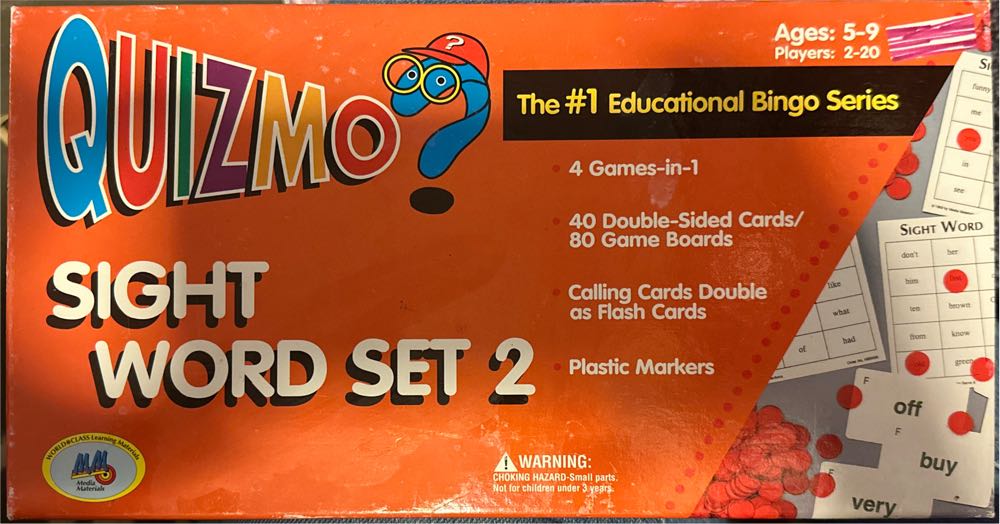 QUIZMO
?
Ages: 5-9
Players: 2-20
The #1 Educational Bingo Series
4 Games-in-1
40 Double-Sided Cards/
80 Game Boards
Calling Cards Double
as Flash Cards
Plastic Markers
SIGHT
WORD SET 2
WORLD CLASS Learning Materials
MLM
Media
Materials
WARNING:
CHOKING HAZARD-Small parts.
Not for children under 3 years.
funny
me
in
see
like
what
of had
SIGHT WORD
don't her
him
ten brown
from know
green
F
off
F
buy
F
very